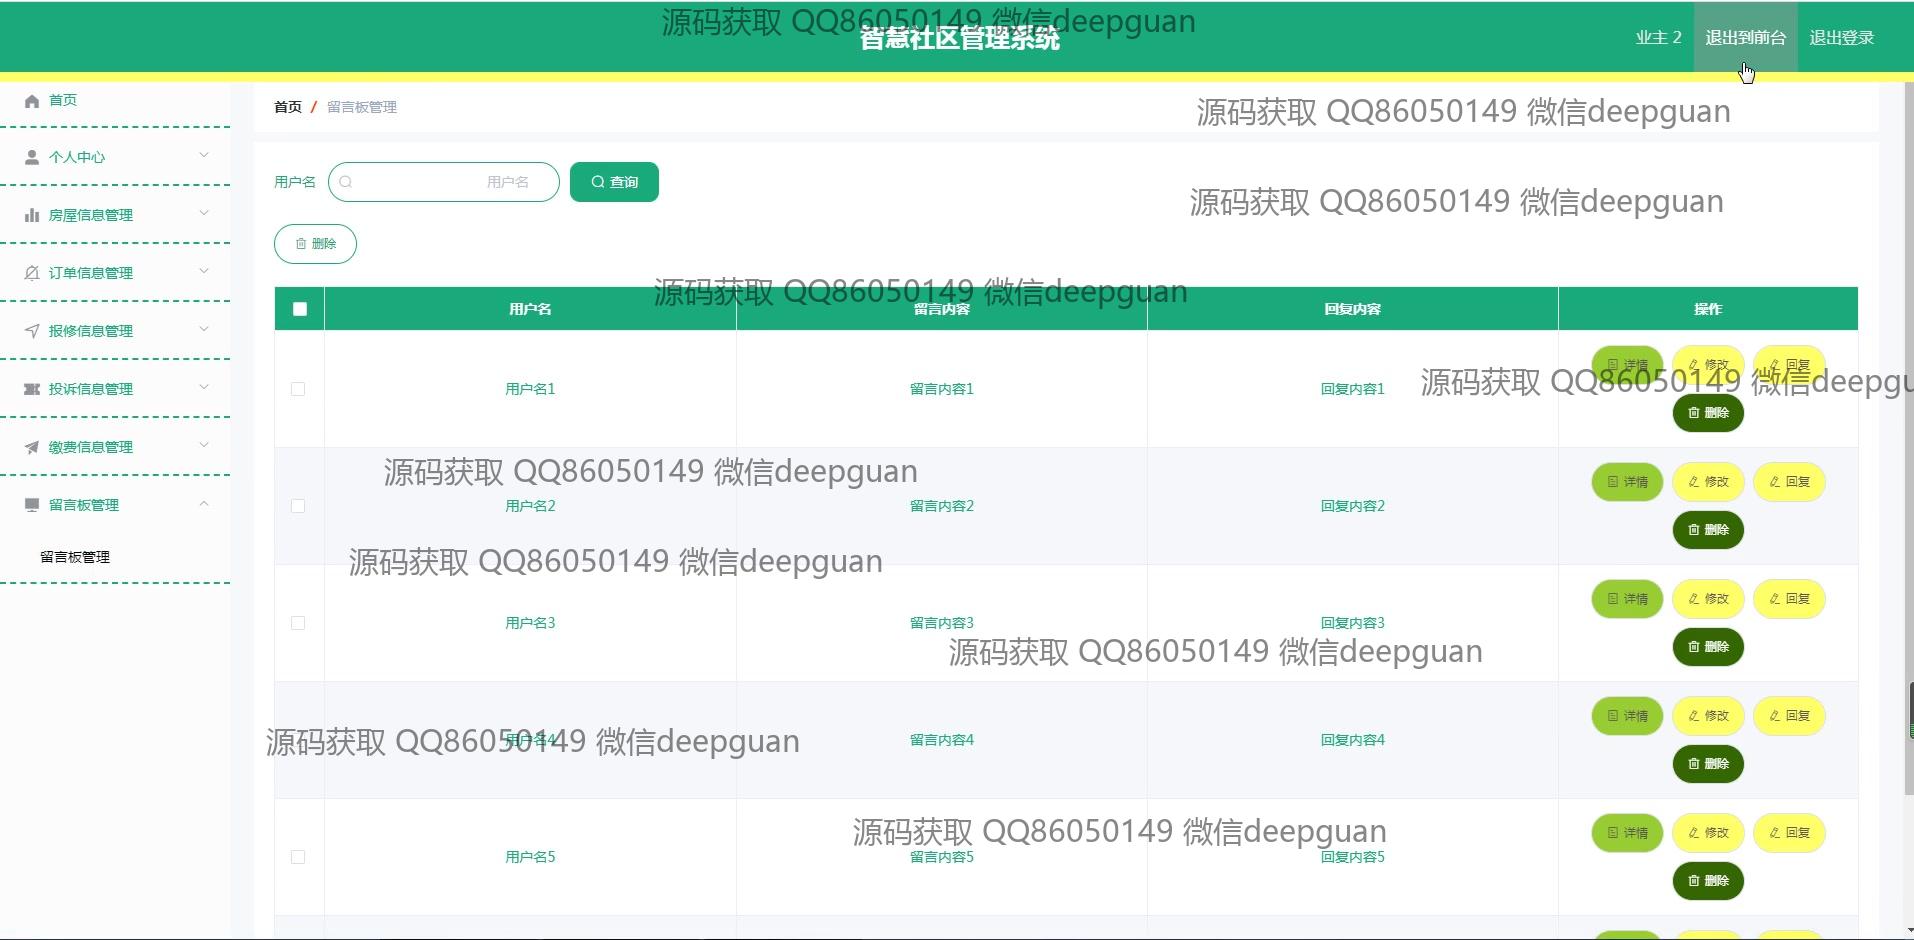 源码获取 QQ86050149 微信deepguan
智慧社区管理系统
业主 2 退出到前台 退出登录
首页
个人中心
房屋信息管理
订单信息管理
报修信息管理
投诉信息管理
缴费信息管理
留言板管理
留言板管理
首页 / 留言板管理
源码获取 QQ86050149 微信deepguan
用户名 用户名 查询
源码获取 QQ86050149 微信deepguan
删除
源码获取 QQ86050149 微信deepguan
用户名 留言内容 回复内容 操作
用户名1 留言内容1 回复内容1 详情 修改 回复
源码获取 QQ86050149 微信deepgu
删除
源码获取 QQ86050149 微信deepguan
用户名2 留言内容2 回复内容2 详情 修改 回复
删除
源码获取 QQ86050149 微信deepguan
用户名3 留言内容3 回复内容3 详情 修改 回复
删除
源码获取 QQ86050149 微信deepguan
用户名4 留言内容4 回复内容4 详情 修改 回复
源码获取 QQ86050149 微信deepguan
删除
源码获取 QQ86050149 微信deepguan
用户名5 留言内容5 回复内容5 详情 修改 回复
删除